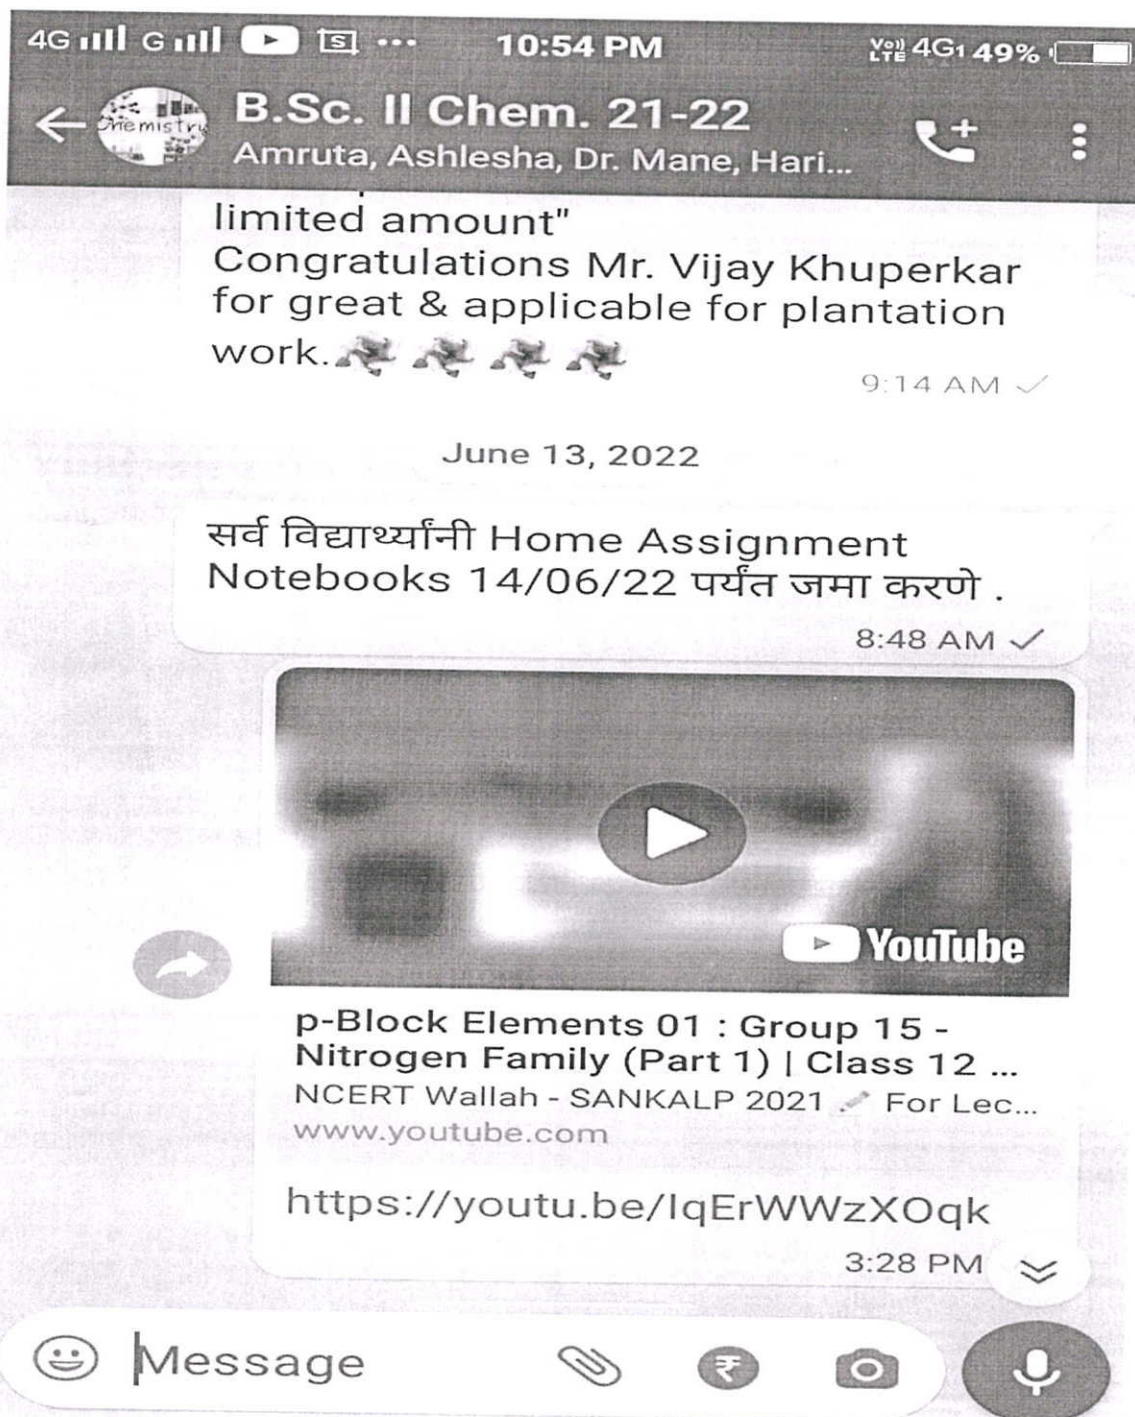 4G G 10:54 PM VoLTE 4G1 49%
Chemistry
B.Sc. II Chem. 21-22
Amruta, Ashlesha, Dr. Mane, Hari...
limited amount"
Congratulations Mr. Vijay Khuperkar
for great & applicable for plantation
work.
9:14 AM
June 13, 2022
सर्व विद्यार्थ्यांनी Home Assignment
Notebooks 14/06/22 पर्यंत जमा करणे .
8:48 AM
YouTube
p-Block Elements 01 : Group 15 -
Nitrogen Family (Part 1) | Class 12 ...
NCERT Wallah - SANKALP 2021 For Lec...
www.youtube.com
https://youtu.be/IqErWWzXOqk
3:28 PM
Message